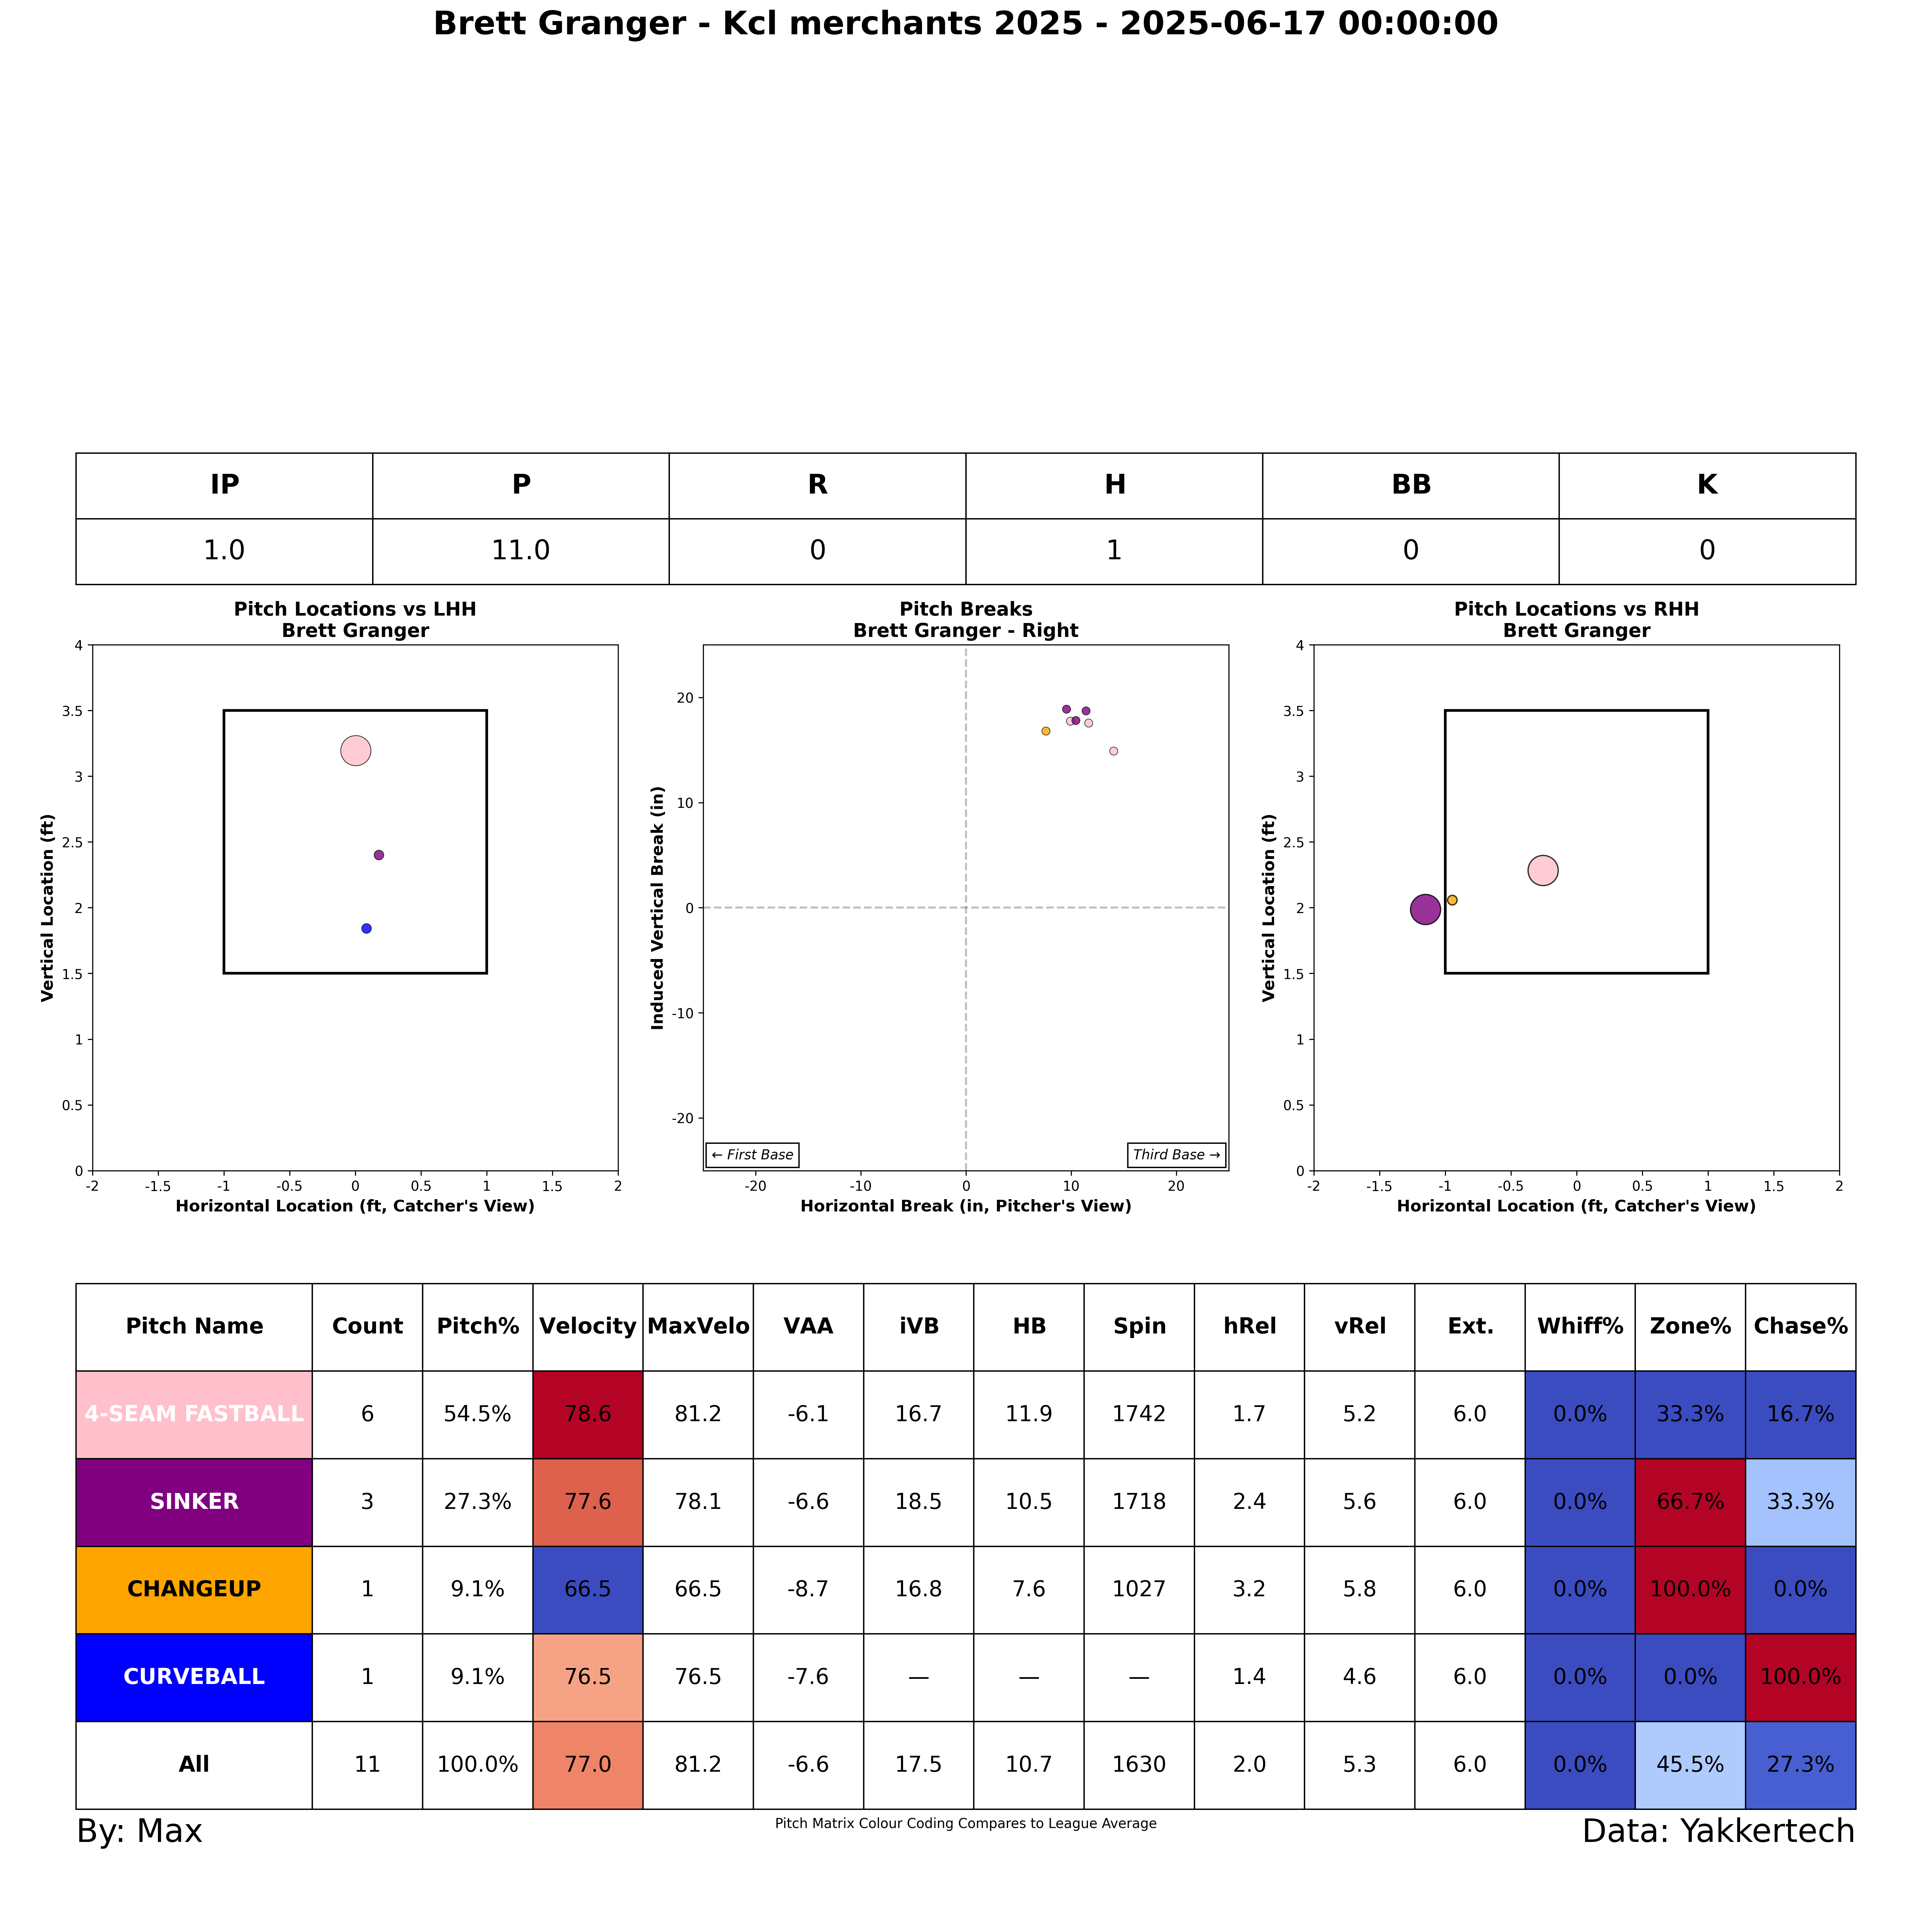 Brett Granger - Kcl merchants 2025 - 2025-06-17 00:00:00
IP P R H BB K
1.0 11.0 0 1 0 0
Pitch Locations vs LHH
Brett Granger
4
3.5
3
2.5
2
1.5
1
0.5
0
-2 -1.5 -1 -0.5 0 0.5 1 1.5 2
Vertical Location (ft)
Horizontal Location (ft, Catcher's View)
Pitch Breaks
Brett Granger - Right
20
10
0
-10
-20
← First Base Third Base →
-20 -10 0 10 20
Induced Vertical Break (in)
Horizontal Break (in, Pitcher's View)
Pitch Locations vs RHH
Brett Granger
4
3.5
3
2.5
2
1.5
1
0.5
0
-2 -1.5 -1 -0.5 0 0.5 1 1.5 2
Vertical Location (ft)
Horizontal Location (ft, Catcher's View)
Pitch Name Count Pitch% Velocity MaxVelo VAA iVB HB Spin hRel vRel Ext. Whiff% Zone% Chase%
4-SEAM FASTBALL 6 54.5% 78.6 81.2 -6.1 16.7 11.9 1742 1.7 5.2 6.0 0.0% 33.3% 16.7%
SINKER 3 27.3% 77.6 78.1 -6.6 18.5 10.5 1718 2.4 5.6 6.0 0.0% 66.7% 33.3%
CHANGEUP 1 9.1% 66.5 66.5 -8.7 16.8 7.6 1027 3.2 5.8 6.0 0.0% 100.0% 0.0%
CURVEBALL 1 9.1% 76.5 76.5 -7.6 — — — 1.4 4.6 6.0 0.0% 0.0% 100.0%
All 11 100.0% 77.0 81.2 -6.6 17.5 10.7 1630 2.0 5.3 6.0 0.0% 45.5% 27.3%
By: Max
Pitch Matrix Colour Coding Compares to League Average
Data: Yakkertech